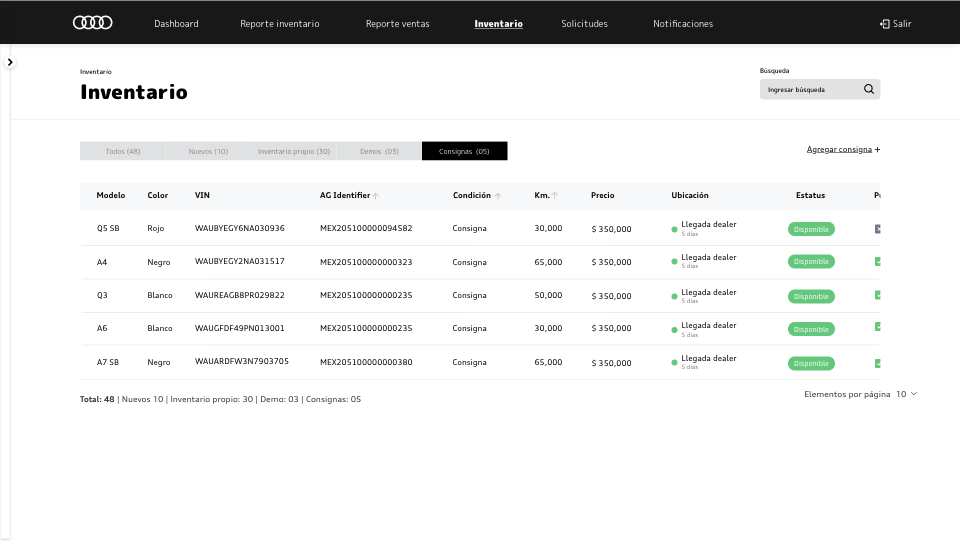 Dashboard Reporte inventario Reporte ventas Inventario Solicitudes Notificaciones Salir
Inventario
Inventario
Búsqueda
Ingresar búsqueda
Todos (48) Nuevos (10) Inventario propio (30) Demos (03) Consignas (05)
Agregar consigna +
Modelo Color VIN AG Identifier Condición Km. Precio Ubicación Estatus
Q5 SB Rojo WAUBYEGY6NA030936 MEX205100000094582 Consigna 30,000 $ 350,000 Llegada dealer Disponible
5 días
A4 Negro WAUBYEGY2NA031517 MEX205100000000323 Consigna 65,000 $ 350,000 Llegada dealer Disponible
5 días
Q3 Blanco WAUREAGB8PR029822 MEX205100000000235 Consigna 50,000 $ 350,000 Llegada dealer Disponible
5 días
A6 Blanco WAUGFDF49PN013001 MEX205100000000235 Consigna 30,000 $ 350,000 Llegada dealer Disponible
5 días
A7 SB Negro WAUARDFW3N7903705 MEX205100000000380 Consigna 65,000 $ 350,000 Llegada dealer Disponible
5 días
Total: 48 | Nuevos 10 | Inventario propio: 30 | Demo: 03 | Consignas: 05
Elementos por página 10